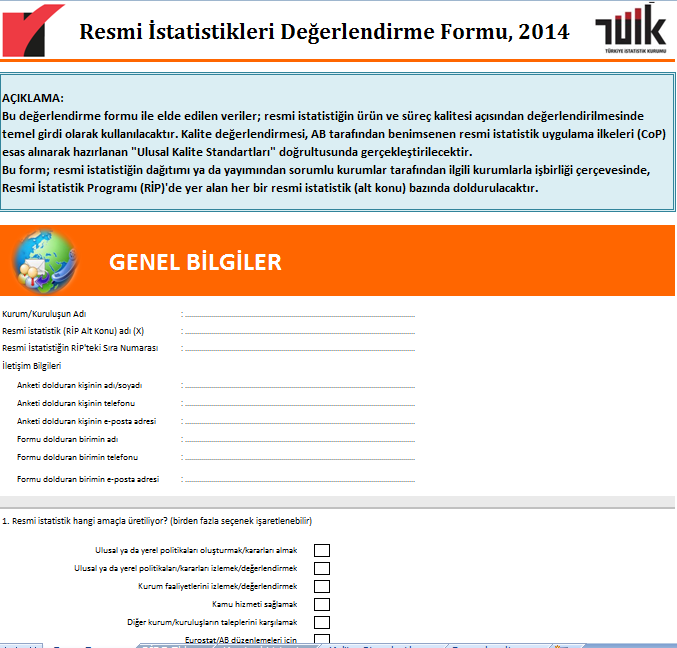 Resmi İstatistikleri Değerlendirme Formu, 2014
TÜİK
TÜRKİYE İSTATİSTİK KURUMU
AÇIKLAMA:
Bu değerlendirme formu ile elde edilen veriler; resmi istatistiğin ürün ve süreç kalitesi açısından değerlendirilmesinde
temel girdi olarak kullanılacaktır. Kalite değerlendirmesi, AB tarafından benimsenen resmi istatistik uygulama ilkeleri (CoP)
esas alınarak hazırlanan "Ulusal Kalite Standartları" doğrultusunda gerçekleştirilecektir.
Bu form; resmi istatistiğin dağıtımı ya da yayımından sorumlu kurumlar tarafından ilgili kurumlarla işbirliği çerçevesinde,
Resmi İstatistik Programı (RİP)'de yer alan her bir resmi istatistik (alt konu) bazında doldurulacaktır.
GENEL BİLGİLER
Kurum/Kuruluşun Adı :
Resmi istatistik (RİP Alt Konu) adı (X) :
Resmi İstatistiğin RİP'teki Sıra Numarası :
İletişim Bilgileri
Anketi dolduran kişinin adı/soyadı :
Anketi dolduran kişinin telefonu :
Anketi dolduran kişinin e-posta adresi :
Formu dolduran birimin adı :
Formu dolduran birimin telefonu :
Formu dolduran birimin e-posta adresi :
1. Resmi istatistik hangi amaçla üretiliyor? (birden fazla seçenek işaretlenebilir)
Ulusal ya da yerel politikaları oluşturmak/kararları almak
Ulusal ya da yerel politikaları/kararları izlemek/değerlendirmek
Kurum faaliyetlerini izlemek/değerlendirmek
Kamu hizmeti sağlamak
Diğer kurum/kuruluşların taleplerini karşılamak
Eurostat/AB düzenlemeleri için